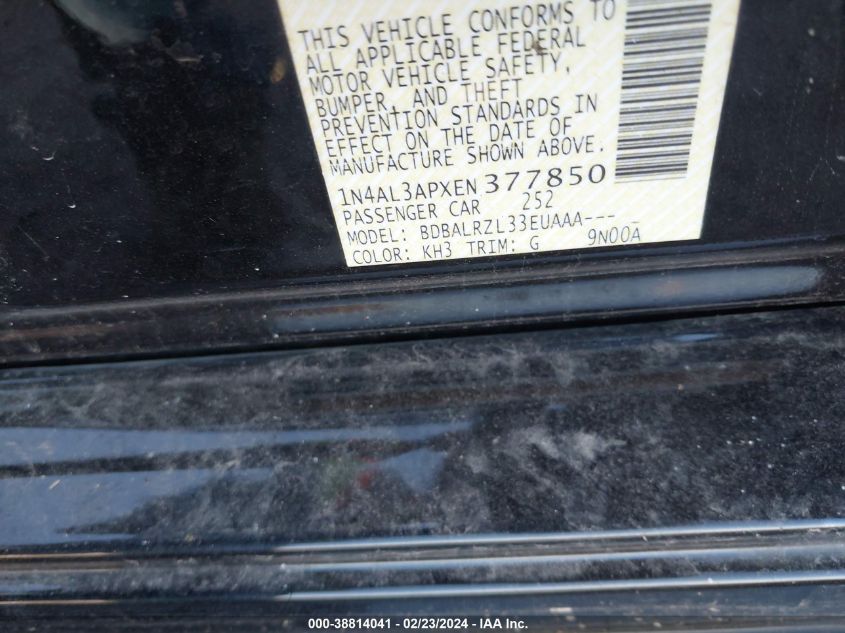 THIS VEHICLE CONFORMS TO
ALL APPLICABLE FEDERAL
MOTOR VEHICLE SAFETY,
BUMPER, AND THEFT
PREVENTION STANDARDS IN
EFFECT ON THE DATE OF
MANUFACTURE SHOWN ABOVE.
1N4AL3APXEN 377850
PASSENGER CAR 252
MODEL: BDBALRZL33EUAAA--- -
COLOR: KH3 TRIM: G 9N00A
000-38814041 - 02/23/2024 - IAA Inc.